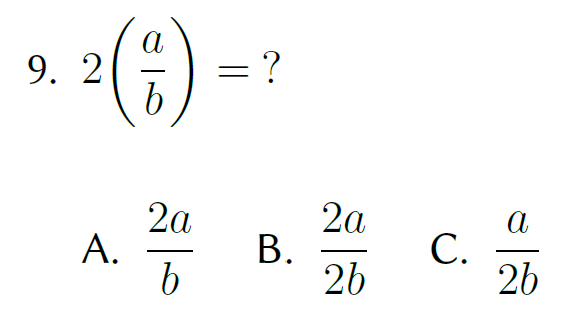 9. 2(a/b) = ?
A. 2a/b B. 2a/2b C. a/2b